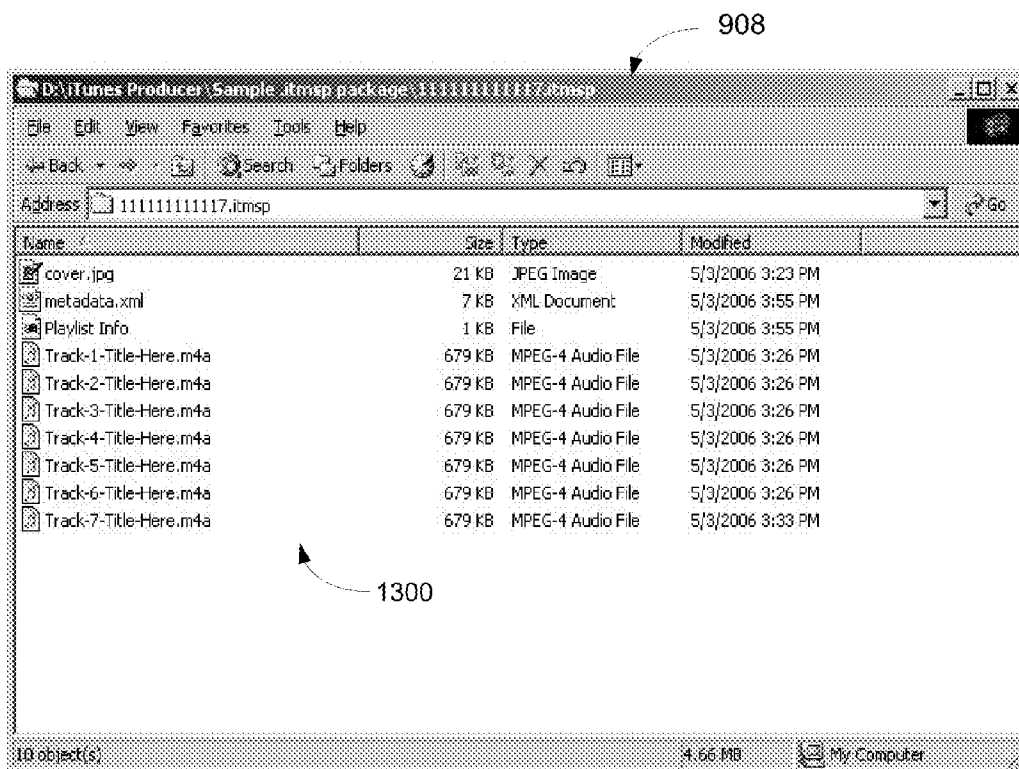 908
D:\iTunes Producer\Sample .itmsp package\111111111117.itmsp
File Edit View Favorites Tools Help
Back Search Folders
Address 111111111117.itmsp Go
Name Size Type Modified
cover.jpg 21 KB JPEG Image 5/3/2006 3:23 PM
metadata.xml 7 KB XML Document 5/3/2006 3:55 PM
Playlist Info 1 KB File 5/3/2006 3:55 PM
Track-1-Title-Here.m4a 679 KB MPEG-4 Audio File 5/3/2006 3:26 PM
Track-2-Title-Here.m4a 679 KB MPEG-4 Audio File 5/3/2006 3:26 PM
Track-3-Title-Here.m4a 679 KB MPEG-4 Audio File 5/3/2006 3:26 PM
Track-4-Title-Here.m4a 679 KB MPEG-4 Audio File 5/3/2006 3:26 PM
Track-5-Title-Here.m4a 679 KB MPEG-4 Audio File 5/3/2006 3:26 PM
Track-6-Title-Here.m4a 679 KB MPEG-4 Audio File 5/3/2006 3:26 PM
Track-7-Title-Here.m4a 679 KB MPEG-4 Audio File 5/3/2006 3:33 PM
1300
10 object(s) 4.66 MB My Computer